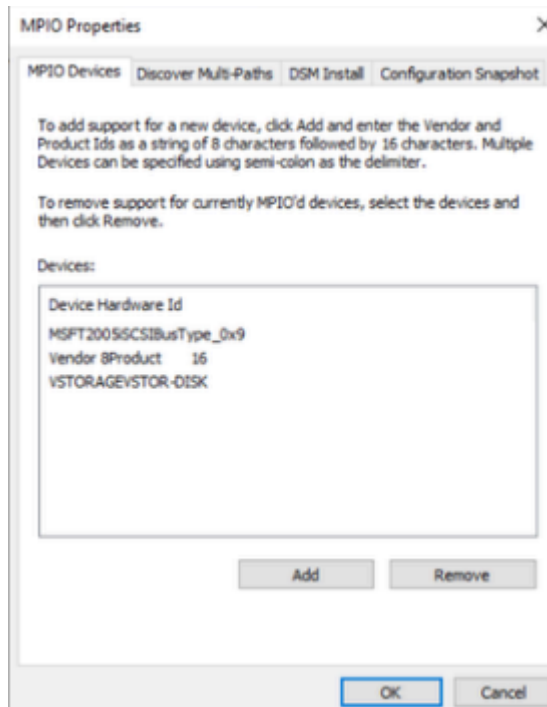 MPIO Properties
MPIO Devices
Discover Multi-Paths
DSM Install
Configuration Snapshot
To add support for a new device, click Add and enter the Vendor and
Product Ids as a string of 8 characters followed by 16 characters. Multiple
Devices can be specified using semi-colon as the delimiter.
To remove support for currently MPIO'd devices, select the devices and
then click Remove.
Devices:
Device Hardware Id
MSFT2005iSCSIBusType_0x9
Vendor 8Product      16
VSTORAGEVSTOR-DISK
Add
Remove
OK
Cancel